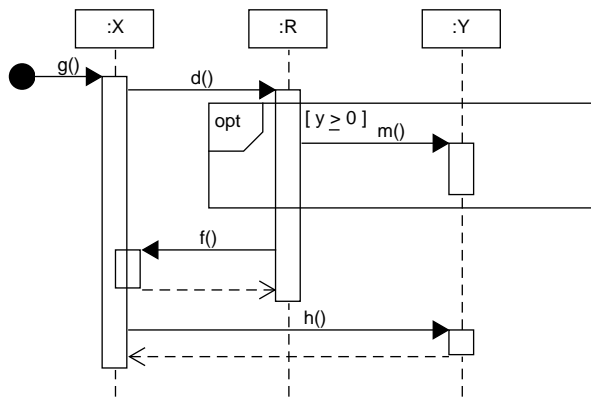 :X
:R
:Y
g()
d()
opt
[ y ≥ 0 ]
m()
f()
h()